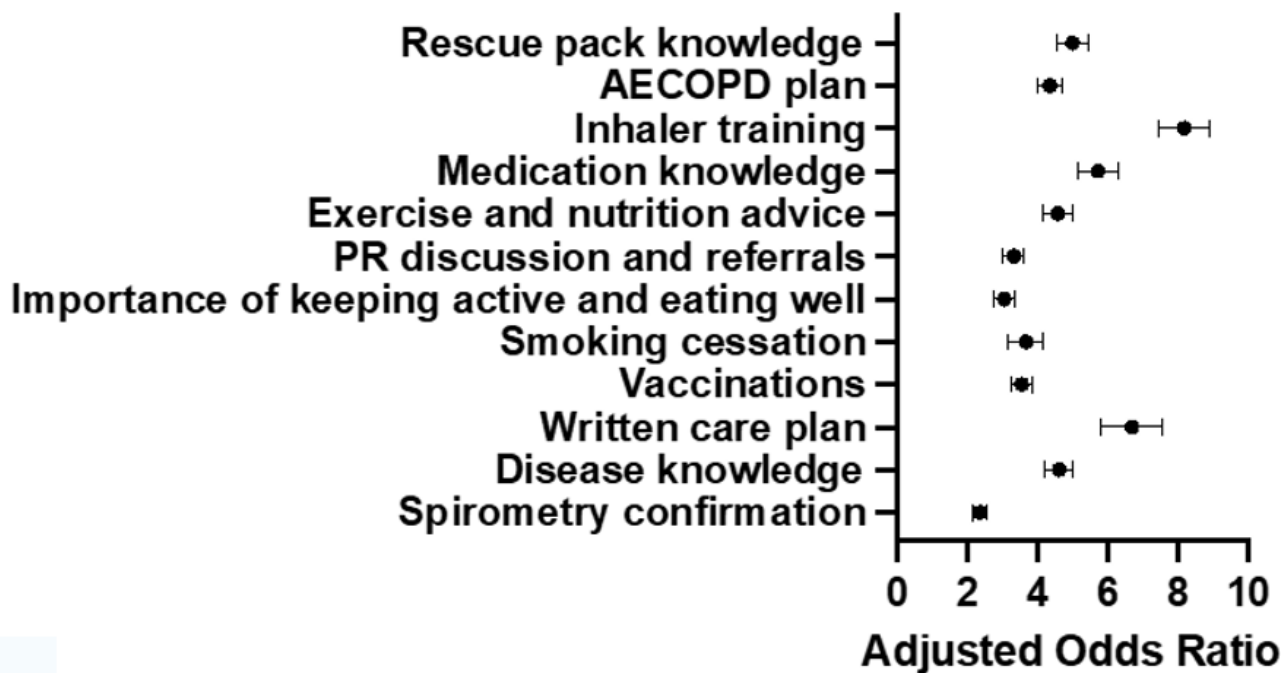 Rescue pack knowledge
AECOPD plan
Inhaler training
Medication knowledge
Exercise and nutrition advice
PR discussion and referrals
Importance of keeping active and eating well
Smoking cessation
Vaccinations
Written care plan
Disease knowledge
Spirometry confirmation
0 2 4 6 8 10
Adjusted Odds Ratio